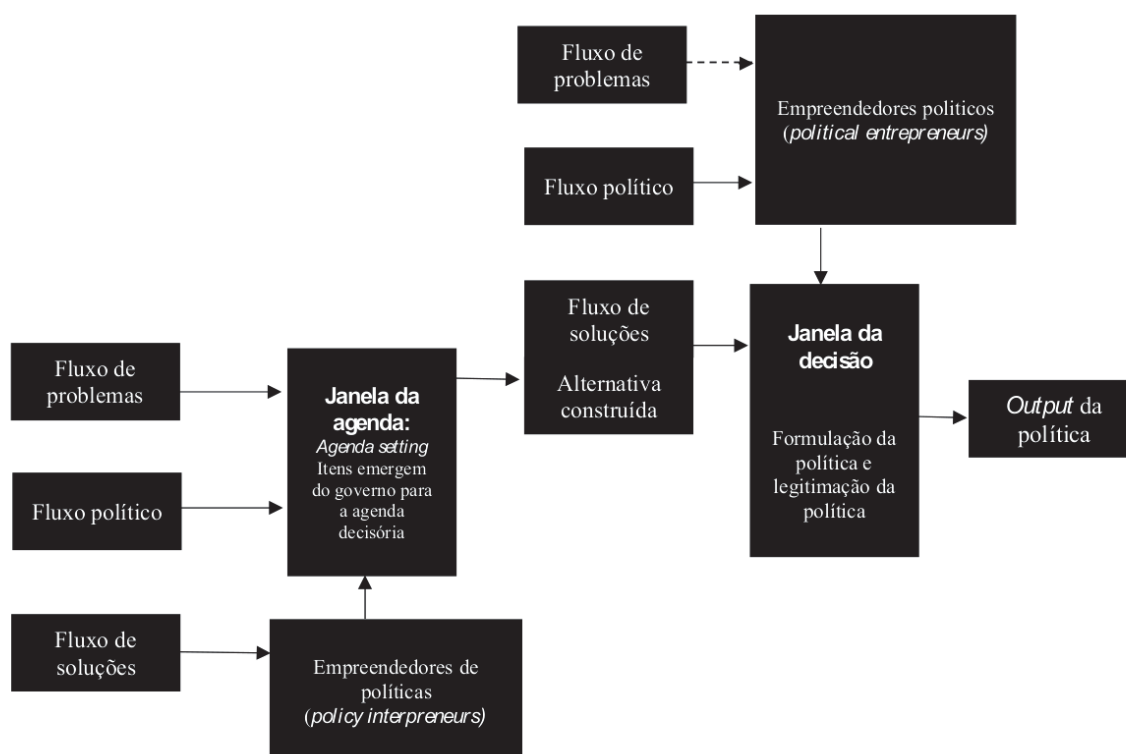 Fluxo de
problemas
Empreendedores politicos
(political entrepreneurs)
Fluxo político
Fluxo de
soluções
Alternativa
construída
Janela da
decisão
Formulação da
política e
legitimação da
política
Output da
política
Fluxo de
problemas
Janela da
agenda:
Agenda setting
Itens emergem
do governo para
a agenda
decisória
Fluxo político
Fluxo de
soluções
Empreendedores de
políticas
(policy interpreneurs)